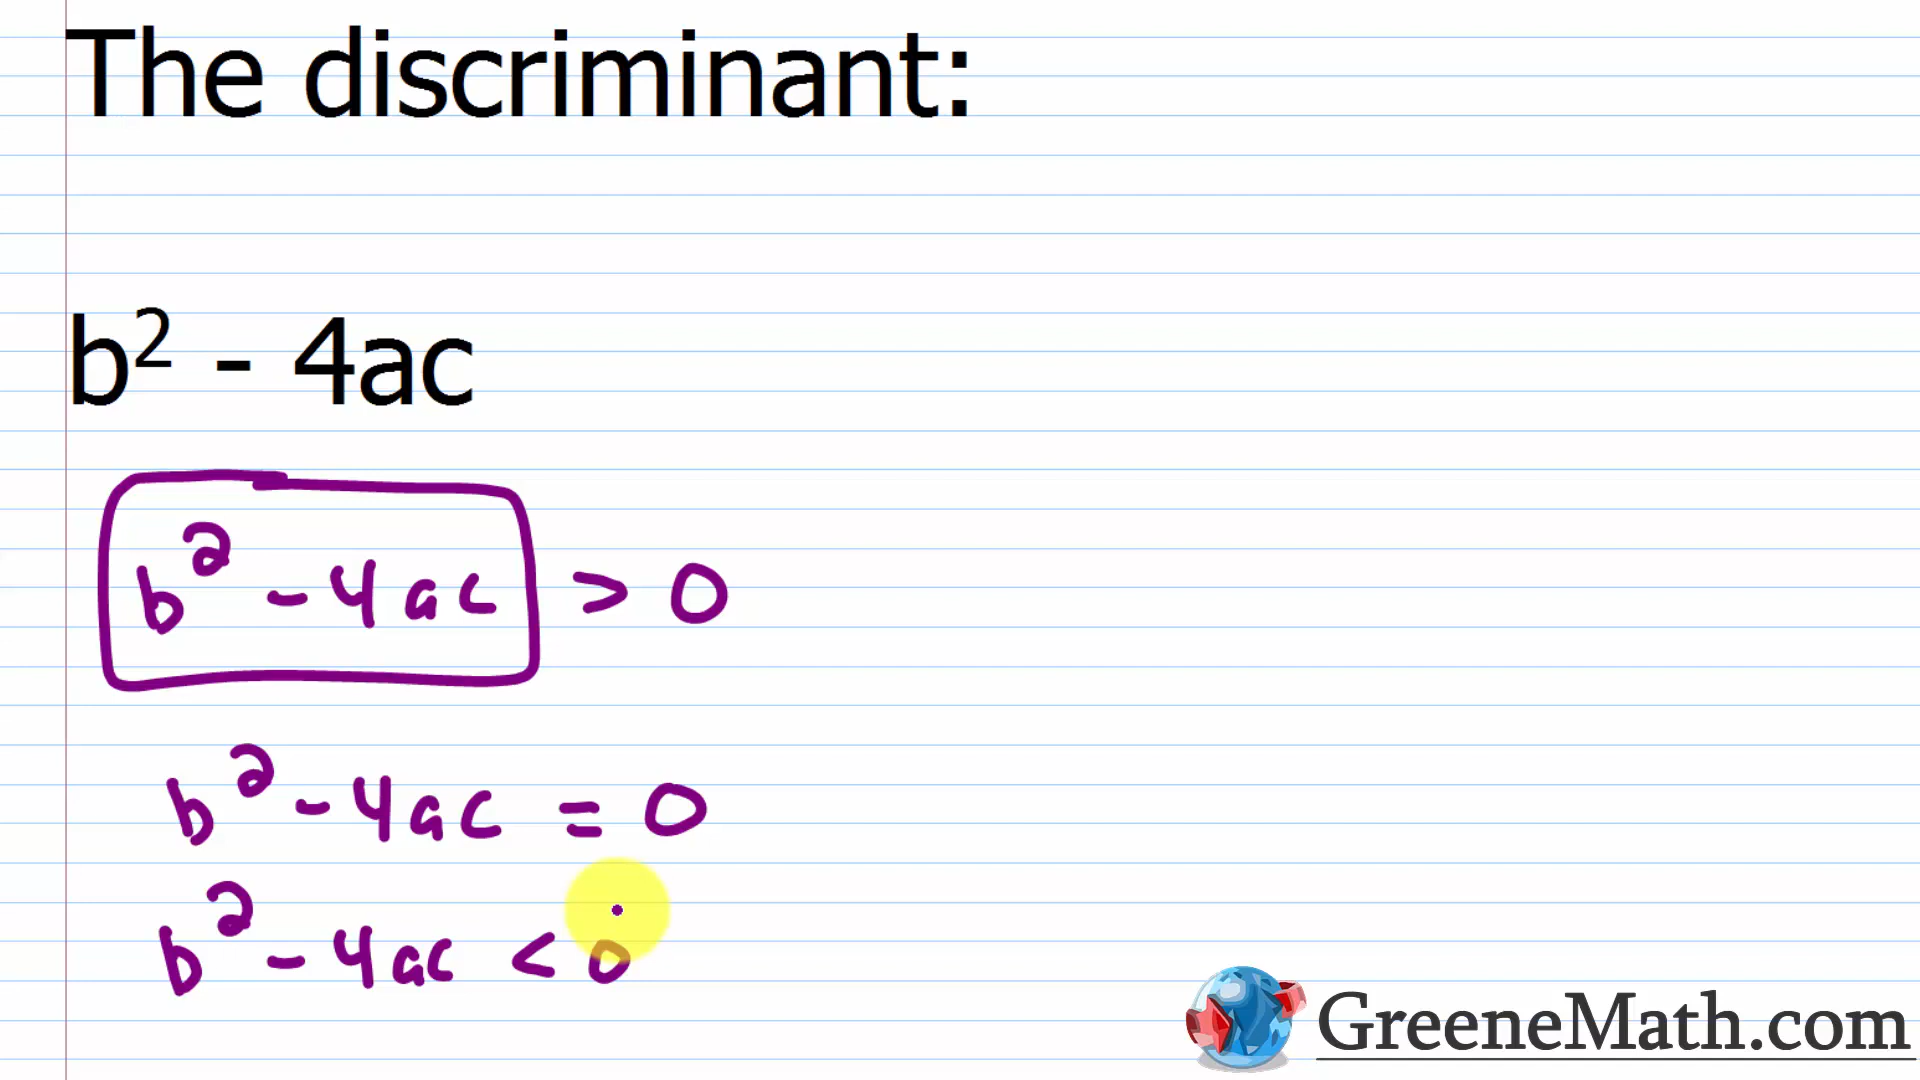 The discriminant:
b² - 4ac
b² - 4ac > 0
b² - 4ac = 0
b² - 4ac < 0
GreeneMath.com